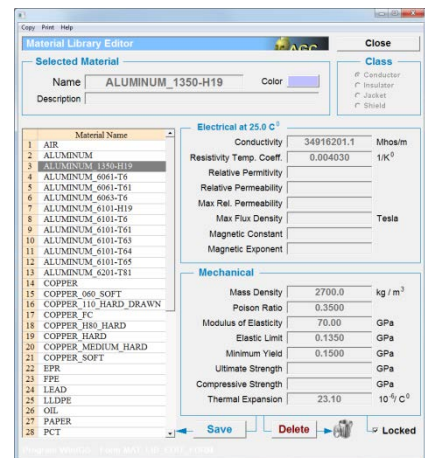 Copy Print Help
Material Library Editor
AGC
Close
Selected Material
Name ALUMINUM_1350-H19 Color
Description
Class
Conductor
Insulator
Jacket
Shield
Material Name
1 AIR
2 ALUMINUM
3 ALUMINUM_1350-H19
4 ALUMINUM_6061-T6
5 ALUMINUM_6061-T61
6 ALUMINUM_6063-T6
7 ALUMINUM_6101-H19
8 ALUMINUM_6101-T6
9 ALUMINUM_6101-T61
10 ALUMINUM_6101-T63
11 ALUMINUM_6101-T64
12 ALUMINUM_6101-T65
13 ALUMINUM_6201-T81
14 COPPER
15 COPPER_060_SOFT
16 COPPER_110_HARD_DRAWN
17 COPPER_FC
18 COPPER_H80_HARD
19 COPPER_HARD
20 COPPER_MEDIUM_HARD
21 COPPER_SOFT
22 EPR
23 FPE
24 LEAD
25 LLDPE
26 OIL
27 PAPER
28 PCT
Electrical at 25.0 C⁰
Conductivity 34916201.1 Mhos/m
Resistivity Temp. Coeff. 0.004030 1/K⁰
Relative Permitivity
Relative Permeability
Max Rel. Permeability
Max Flux Density Tesla
Magnetic Constant
Magnetic Exponent
Mechanical
Mass Density 2700.0 kg / m³
Poison Ratio 0.3500
Modulus of Elasticity 70.00 GPa
Elastic Limit 0.1350 GPa
Minimum Yield 0.1500 GPa
Ultimate Strength GPa
Compressive Strength GPa
Thermal Expansion 23.10 10⁻⁶/ C⁰
Save Delete Locked